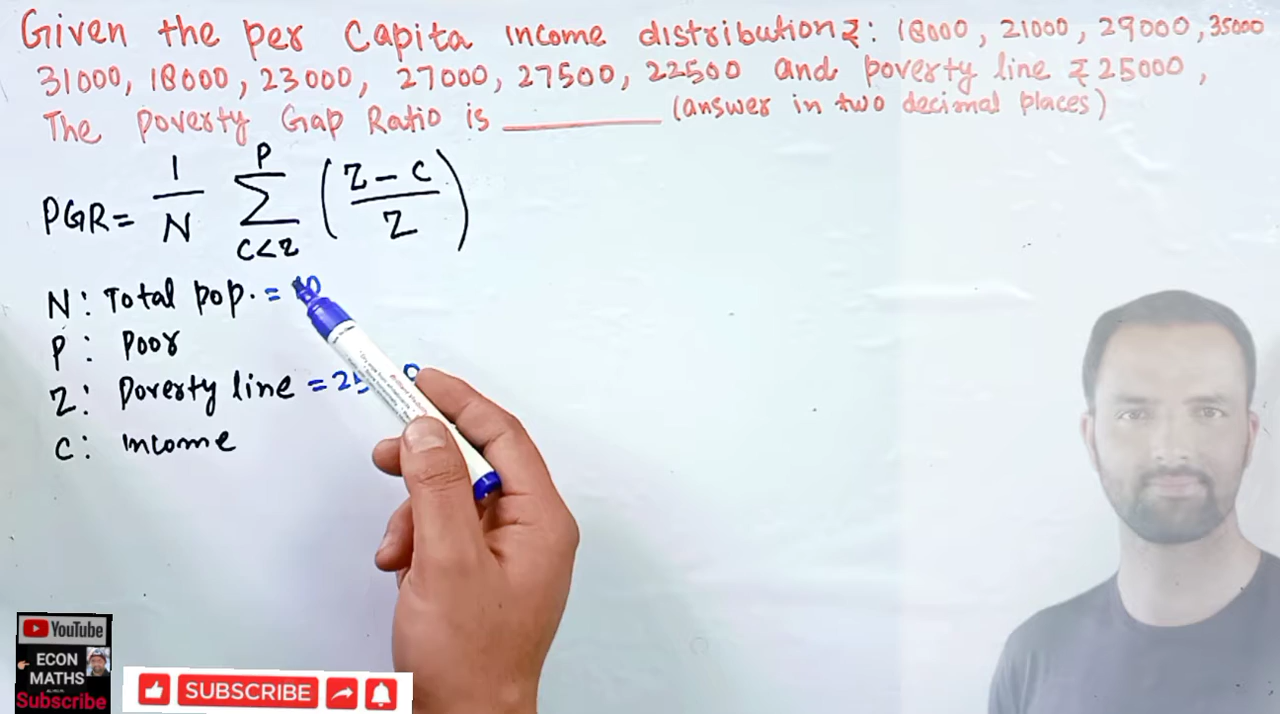 Given the per Capita income distribution ₹: 18000, 21000, 29000, 35000
31000, 18000, 23000, 27000, 27500, 22500 and poverty line ₹ 25000,
The Poverty Gap Ratio is ________ (answer in two decimal places)
PGR = 1/N P∑C<Z (Z-C/Z)
N: Total pop. = 10
P: Poor
Z: Poverty line = 25
C: Income
YouTube
ECON
MATHS
Subscribe
SUBSCRIBE